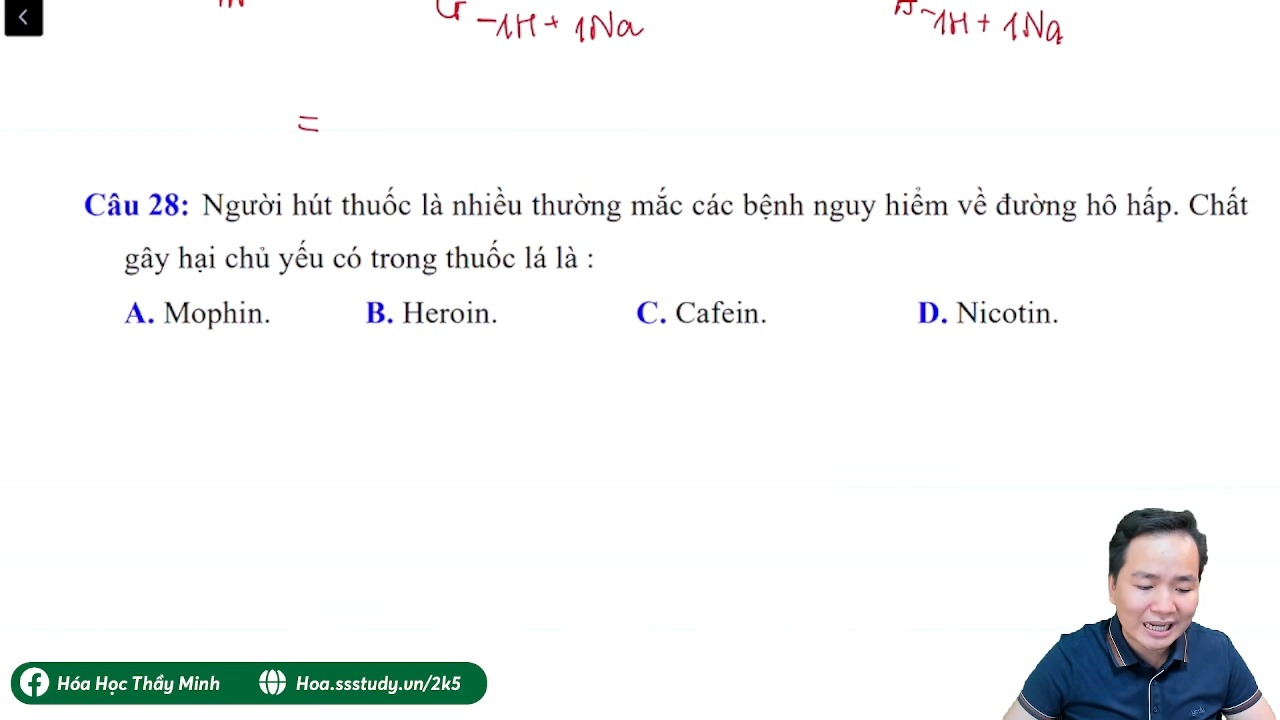 -1H + 1Na
-1H + 1Na
=
Câu 28: Người hút thuốc là nhiều thường mắc các bệnh nguy hiểm về đường hô hấp. Chất
gây hại chủ yếu có trong thuốc lá là :
A. Mophin. B. Heroin. C. Cafein. D. Nicotin.
Hóa Học Thầy Minh Hoa.ssstudy.vn/2k5